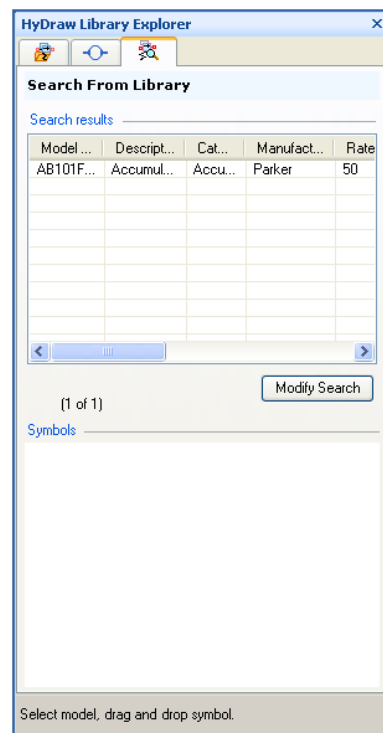 HyDraw Library Explorer
Search From Library
Search results
Model ... Descript... Cat... Manufact... Rate
AB101F... Accumul... Accu... Parker 50
Modify Search
(1 of 1)
Symbols
Select model, drag and drop symbol.